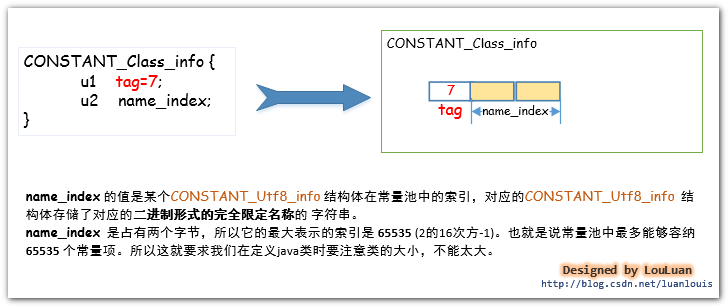 CONSTANT_Class_info {
u1 tag=7;
u2 name_index;
}
CONSTANT_Class_info
7
tag
name_index
name_index 的值是某个CONSTANT_Utf8_info 结构体在常量池中的索引，对应的CONSTANT_Utf8_info 结
构体存储了对应的二进制形式的完全限定名称的 字符串。
name_index 是占有两个字节，所以它的最大表示的索引是 65535 (2的16次方-1)。也就是说常量池中最多能够容纳
65535 个常量项。所以这就要求我们在定义java类时要注意类的大小，不能太大。
Designed by LouLuan
http://blog.csdn.net/luanlouis